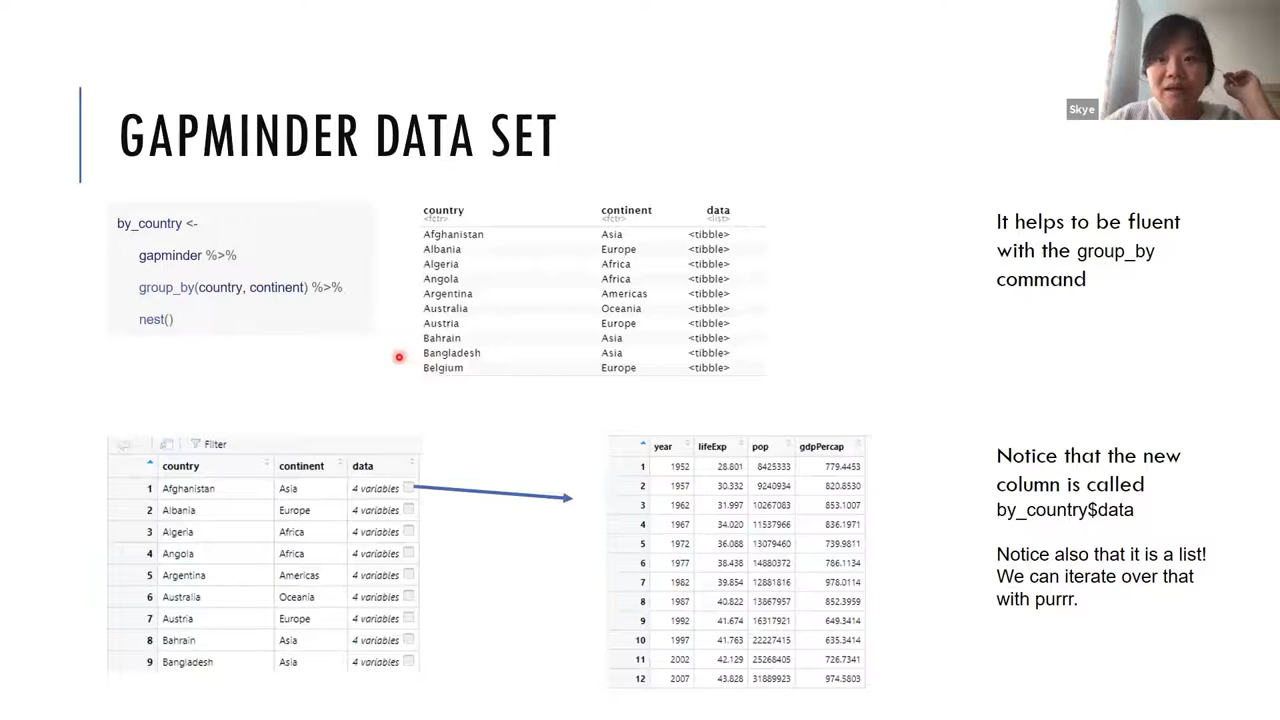 Skye
GAPMINDER DATA SET
by_country <-
gapminder %>%
group_by(country, continent) %>%
nest()
country continent data
<fctr> <fctr> <list>
Afghanistan Asia <tibble>
Albania Europe <tibble>
Algeria Africa <tibble>
Angola Africa <tibble>
Argentina Americas <tibble>
Australia Oceania <tibble>
Austria Europe <tibble>
Bahrain Asia <tibble>
Bangladesh Asia <tibble>
Belgium Europe <tibble>
It helps to be fluent
with the group_by
command
Filter
country continent data
1 Afghanistan Asia 4 variables
2 Albania Europe 4 variables
3 Algeria Africa 4 variables
4 Angola Africa 4 variables
5 Argentina Americas 4 variables
6 Australia Oceania 4 variables
7 Austria Europe 4 variables
8 Bahrain Asia 4 variables
9 Bangladesh Asia 4 variables
year lifeExp pop gdpPercap
1 1952 28.801 8425333 779.4453
2 1957 30.332 9240934 820.8530
3 1962 31.997 10267083 853.1007
4 1967 34.020 11537966 836.1971
5 1972 36.088 13079460 739.9811
6 1977 38.438 14880372 786.1134
7 1982 39.854 12881816 978.0114
8 1987 40.822 13867957 852.3959
9 1992 41.674 16317921 649.3414
10 1997 41.763 22227415 635.3414
11 2002 42.129 25268405 726.7341
12 2007 43.828 31889923 974.5803
Notice that the new
column is called
by_country$data
Notice also that it is a list!
We can iterate over that
with purrr.